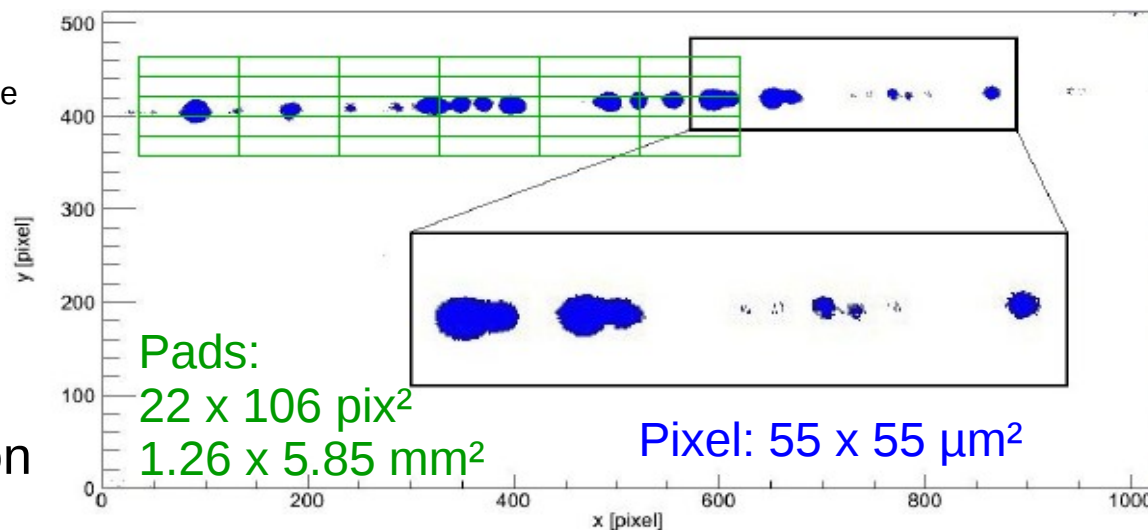 500
e
400
300
y [pixel]
200
Pads:
22 x 106 pix²
100
Pixel: 55 x 55 µm²
on
1.26 x 5.85 mm²
0
0 200 400 600 800 1000
x [pixel]